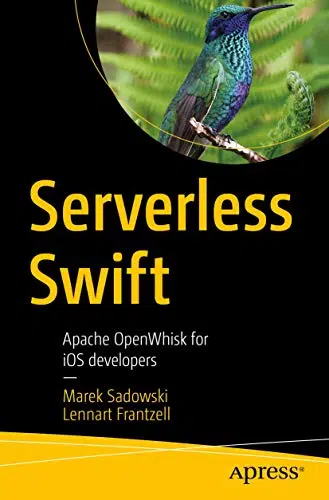 Serverless
Swift
Apache OpenWhisk for
iOS developers
Marek Sadowski
Lennart Frantzell
Apress®